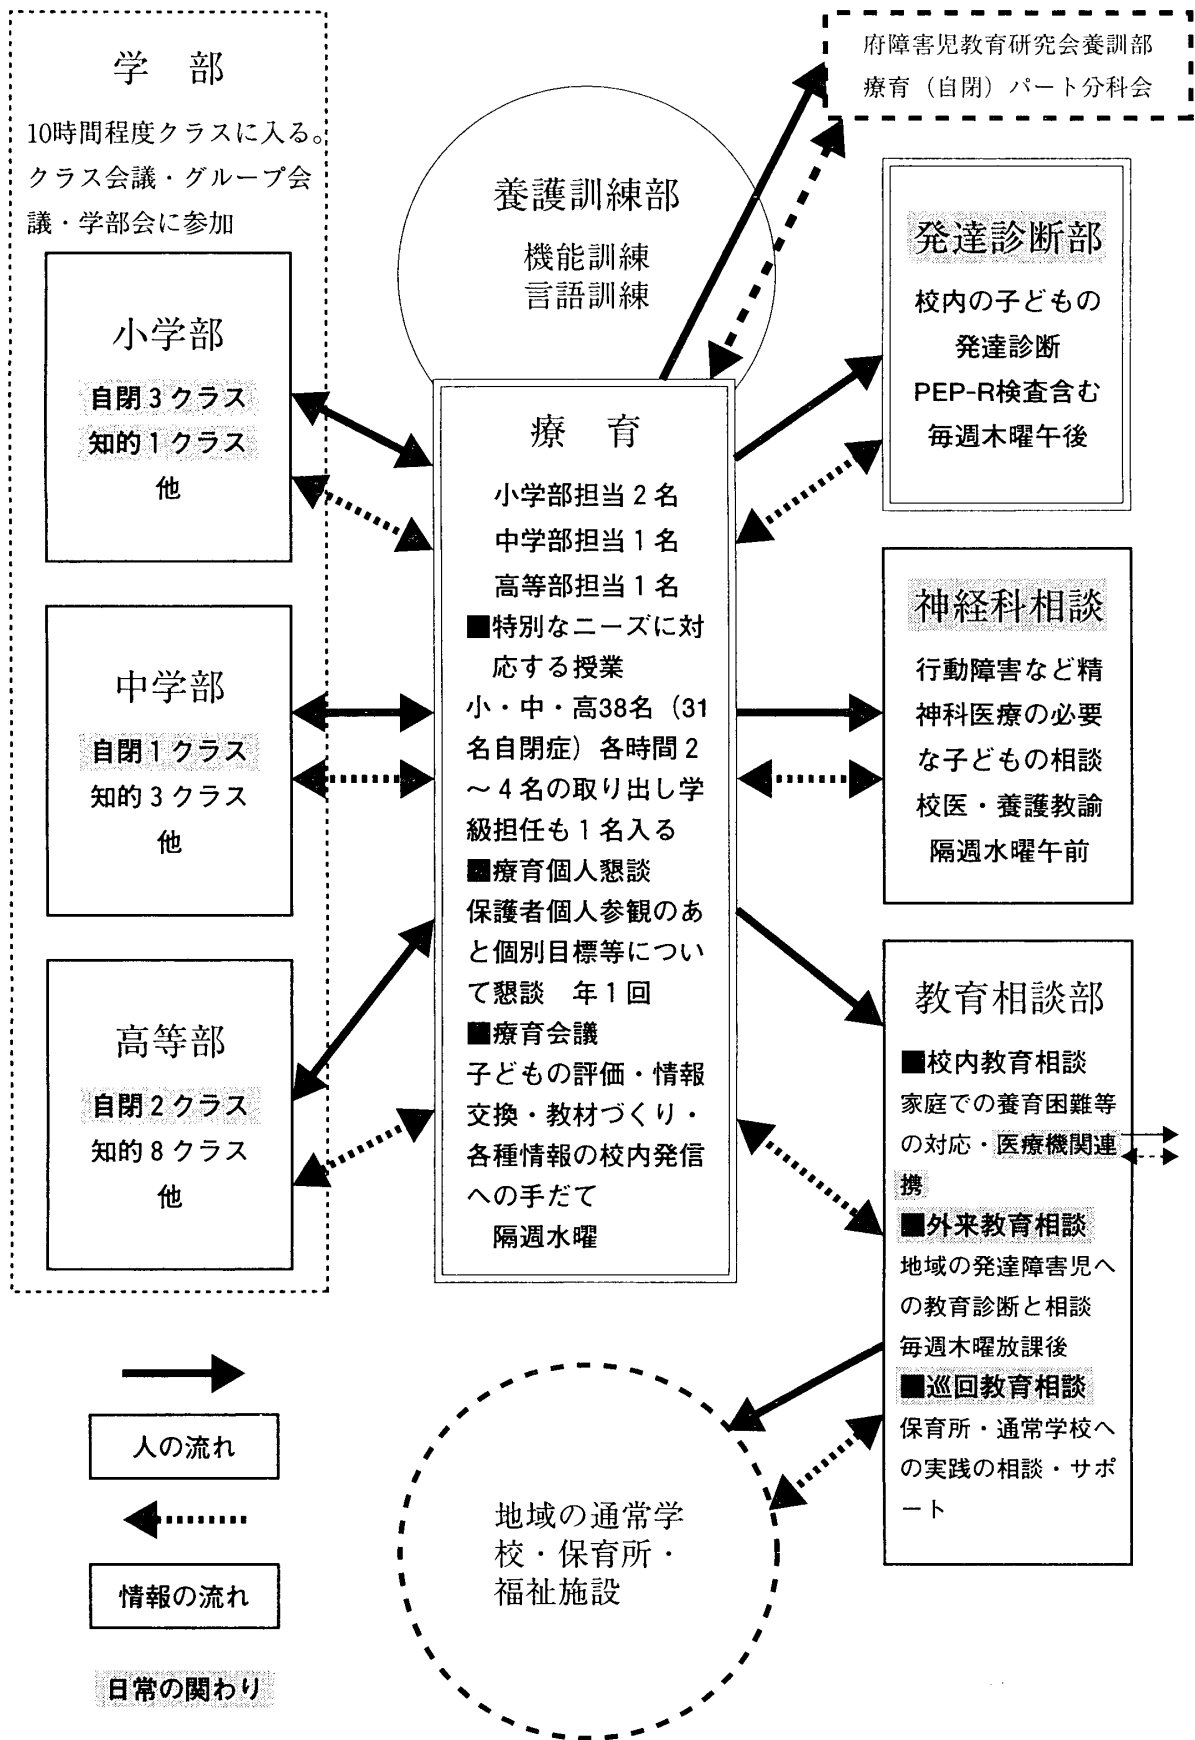 学 部
10時間程度クラスに入る。
クラス会議・グループ会
議・学部会に参加
小学部
自閉3クラス
知的1クラス
他
中学部
自閉1クラス
知的3クラス
他
高等部
自閉2クラス
知的8クラス
他
人の流れ
情報の流れ
日常の関わり
養護訓練部
機能訓練
言語訓練
療 育
小学部担当2名
中学部担当1名
高等部担当1名
■特別なニーズに対
応する授業
小・中・高38名（31
名自閉症）各時間2
～4名の取り出し学
級担任も1名入る
■療育個人懇談
保護者個人参観のあ
と個別目標等につい
て懇談 年1回
■療育会議
子どもの評価・情報
交換・教材づくり・
各種情報の校内発信
への手だて
隔週水曜
地域の通常学
校・保育所・
福祉施設
府障害児教育研究会養訓部
療育（自閉）パート分科会
発達診断部
校内の子どもの
発達診断
PEP-R検査含む
毎週木曜午後
神経科相談
行動障害など精
神科医療の必要
な子どもの相談
校医・養護教諭
隔週水曜午前
教育相談部
■校内教育相談
家庭での養育困難等
の対応・医療機関連
携
■外来教育相談
地域の発達障害児へ
の教育診断と相談
毎週木曜放課後
■巡回教育相談
保育所・通常学校へ
の実践の相談・サポ
ート